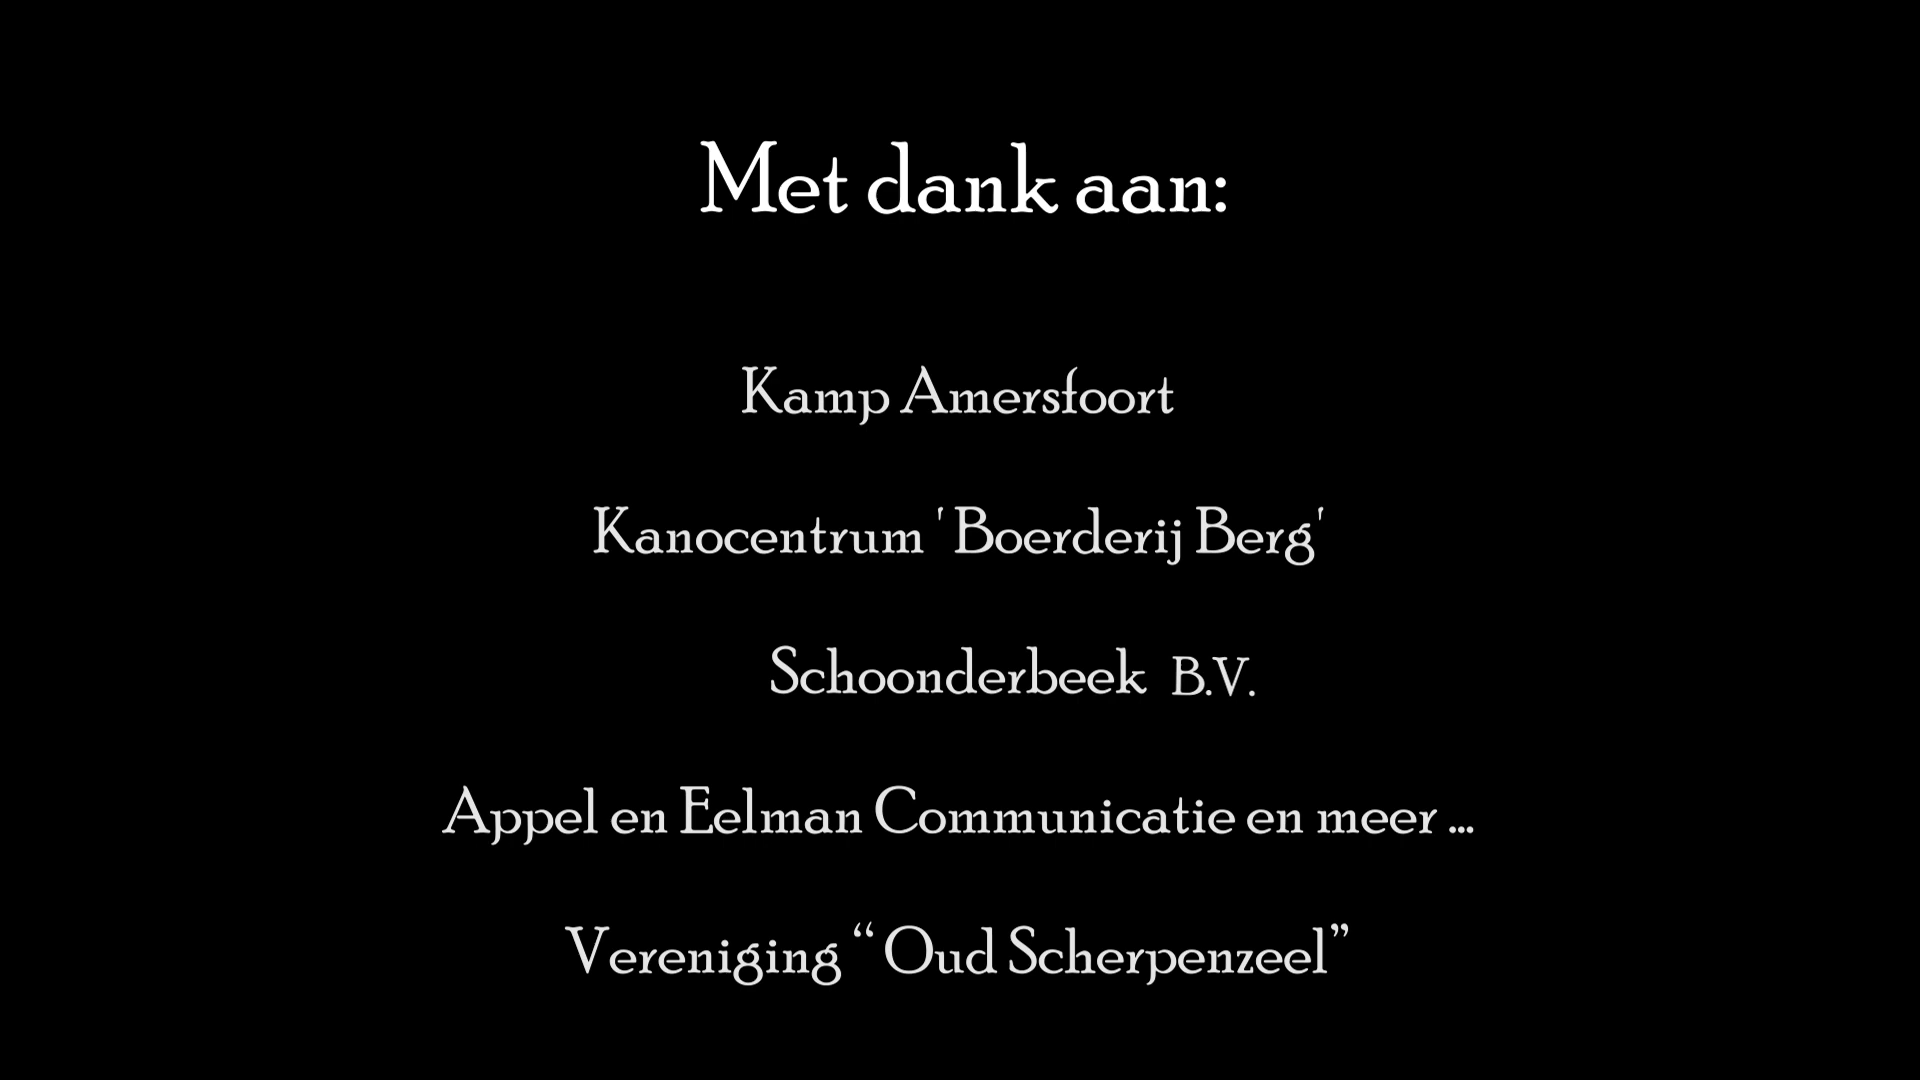 Met dank aan:
Kamp Amersfoort
Kanocentrum ' Boerderij Berg'
Schoonderbeek B.V.
Appel en Eelman Communicatie en meer ...
Vereniging “ Oud Scherpenzeel”